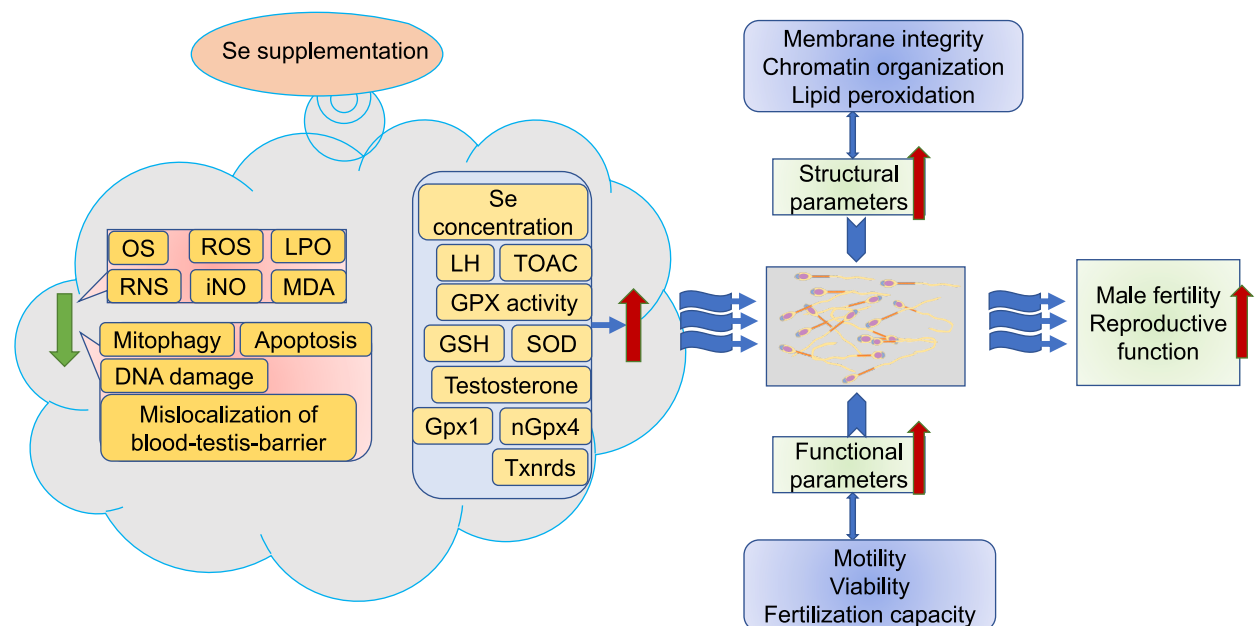 Se supplementation
OS
ROS
LPO
RNS
iNO
MDA
Mitophagy
Apoptosis
DNA damage
Mislocalization of
blood-testis-barrier
Se
concentration
LH
TOAC
GPX activity
GSH
SOD
Testosterone
Gpx1
nGpx4
Txnrds
Membrane integrity
Chromatin organization
Lipid peroxidation
Structural
parameters
Functional
parameters
Motility
Viability
Fertilization capacity
Male fertility
Reproductive
function